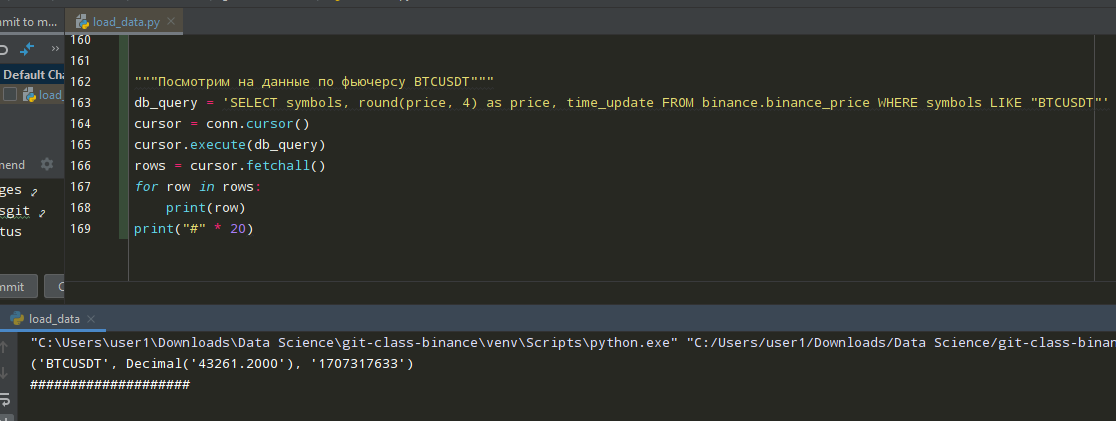 mmit to m...
load_data.py
Default Cha
load_
mend
ges
sgit
tus
mmit
C
160
161
162 """Посмотрим на данные по фьючерсу BTCUSDT"""
163 db_query = 'SELECT symbols, round(price, 4) as price, time_update FROM binance.binance_price WHERE symbols LIKE "BTCUSDT"'
164 cursor = conn.cursor()
165 cursor.execute(db_query)
166 rows = cursor.fetchall()
167 for row in rows:
168 print(row)
169 print("#" * 20)
load_data
"C:\Users\user1\Downloads\Data Science\git-class-binance\venv\Scripts\python.exe" "C:/Users/user1/Downloads/Data Science/git-class-binan
('BTCUSDT', Decimal('43261.2000'), '1707317633')
####################